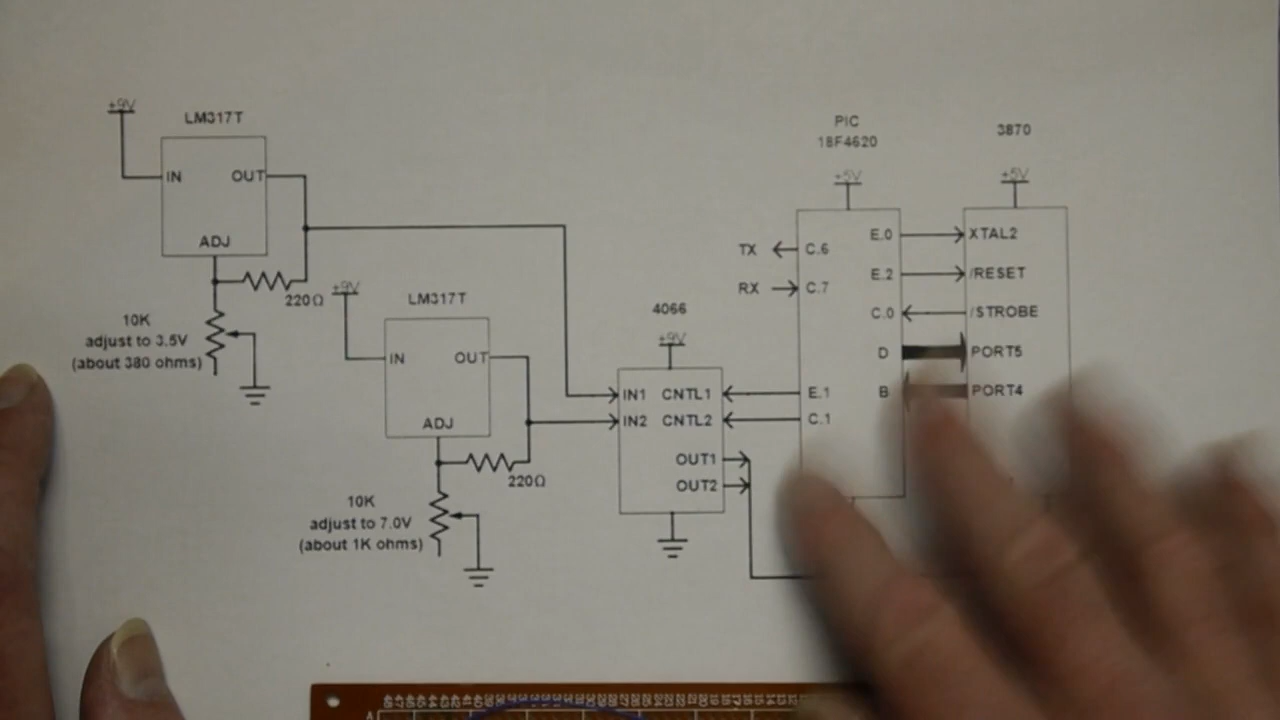 +9V
LM317T
IN
OUT
ADJ
220Ω
10K
adjust to 3.5V
(about 380 ohms)
+9V
LM317T
IN
OUT
ADJ
220Ω
10K
adjust to 7.0V
(about 1K ohms)
4066
+9V
IN1 CNTL1
IN2 CNTL2
OUT1
OUT2
PIC
18F4620
+5V
TX
C.6
RX
C.7
E.1
C.1
E.0
E.2
C.0
D
B
3870
+5V
XTAL2
/RESET
/STROBE
PORT5
PORT4
A